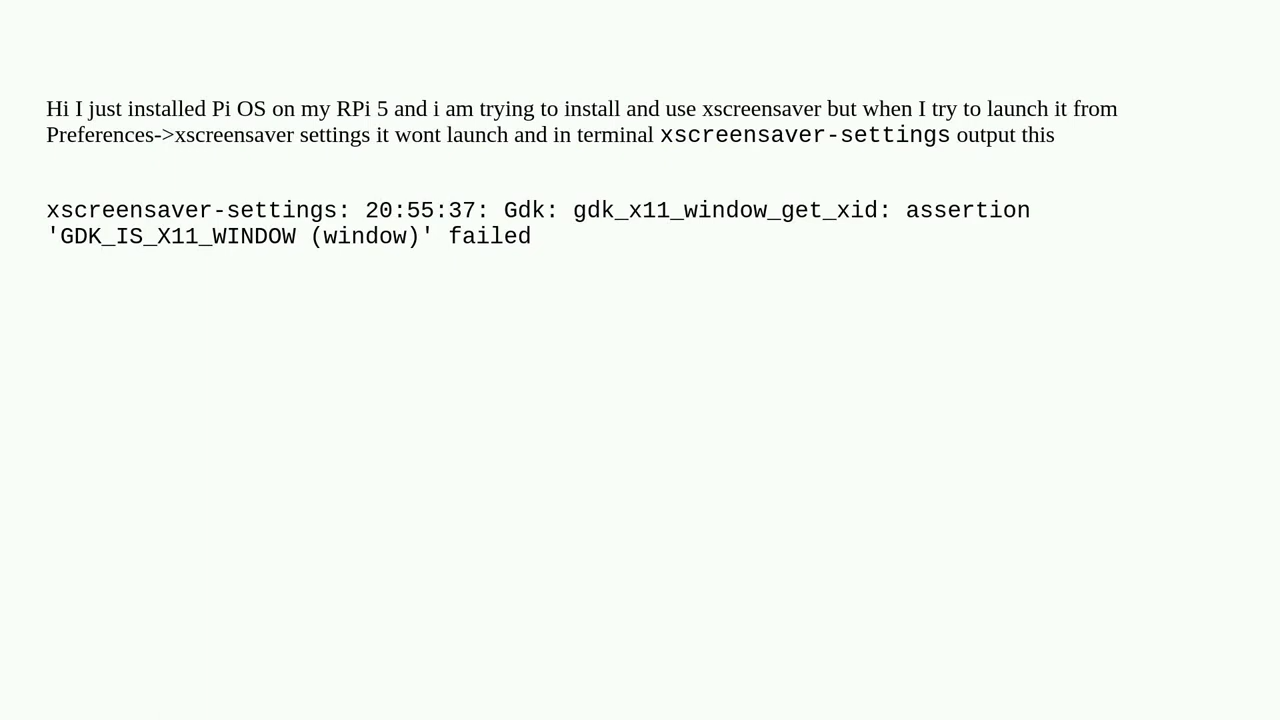 Hi I just installed Pi OS on my RPi 5 and i am trying to install and use xscreensaver but when I try to launch it from
Preferences->xscreensaver settings it wont launch and in terminal xscreensaver-settings output this
xscreensaver-settings: 20:55:37: Gdk: gdk_x11_window_get_xid: assertion
'GDK_IS_X11_WINDOW (window)' failed